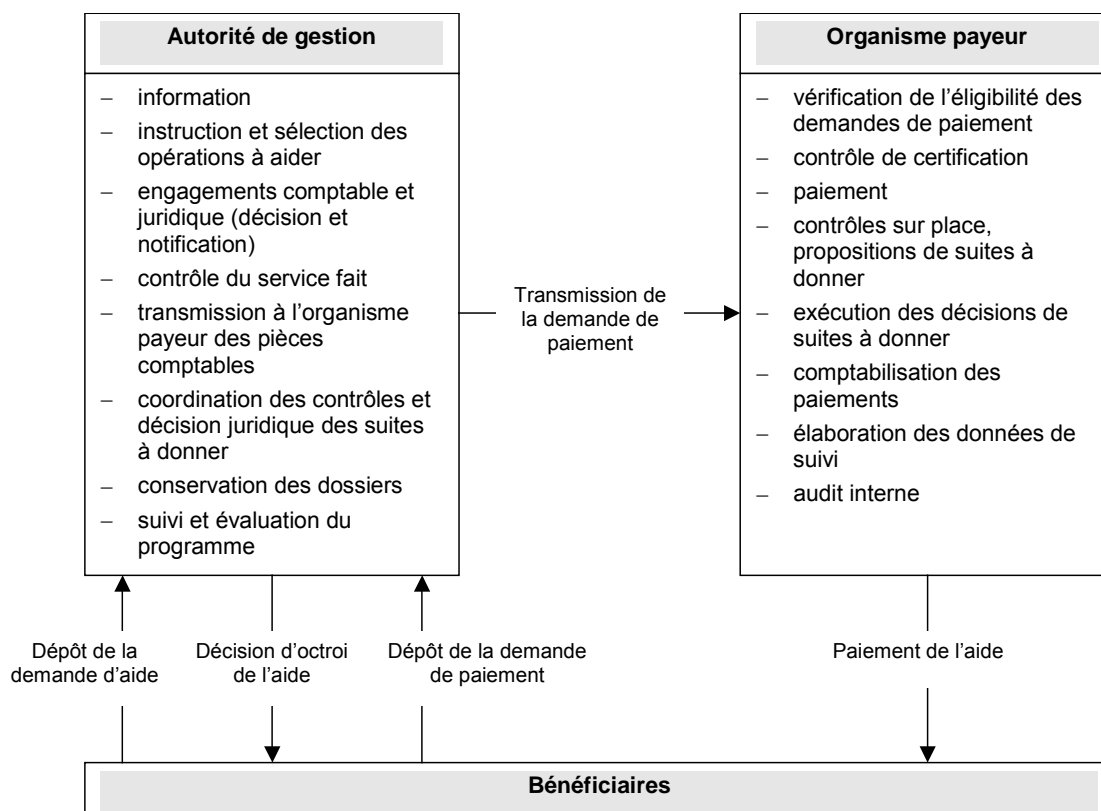 Autorité de gestion
– information
– instruction et sélection des
opérations à aider
– engagements comptable et
juridique (décision et
notification)
– contrôle du service fait
– transmission à l’organisme
payeur des pièces
comptables
– coordination des contrôles et
décision juridique des suites
à donner
– conservation des dossiers
– suivi et évaluation du
programme
Transmission de
la demande de
paiement
Organisme payeur
– vérification de l’éligibilité des
demandes de paiement
– contrôle de certification
– paiement
– contrôles sur place,
propositions de suites à
donner
– exécution des décisions de
suites à donner
– comptabilisation des
paiements
– élaboration des données de
suivi
– audit interne
Dépôt de la
demande d’aide
Décision d’octroi
de l’aide
Dépôt de la demande
de paiement
Paiement de l’aide
Bénéficiaires